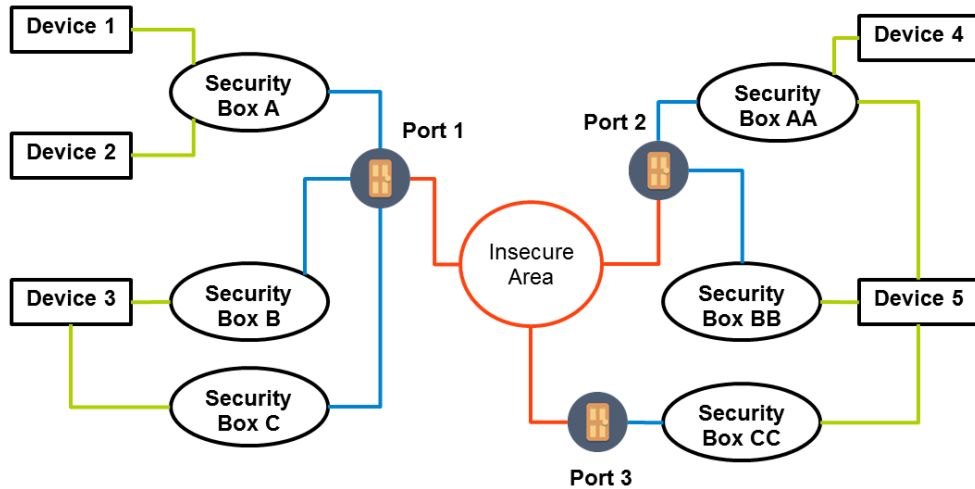 Device 1
Security
Box A
Device 2
Port 1
Device 3
Security
Box B
Security
Box C
Insecure
Area
Port 2
Device 4
Security
Box AA
Security
Box BB
Device 5
Security
Box CC
Port 3